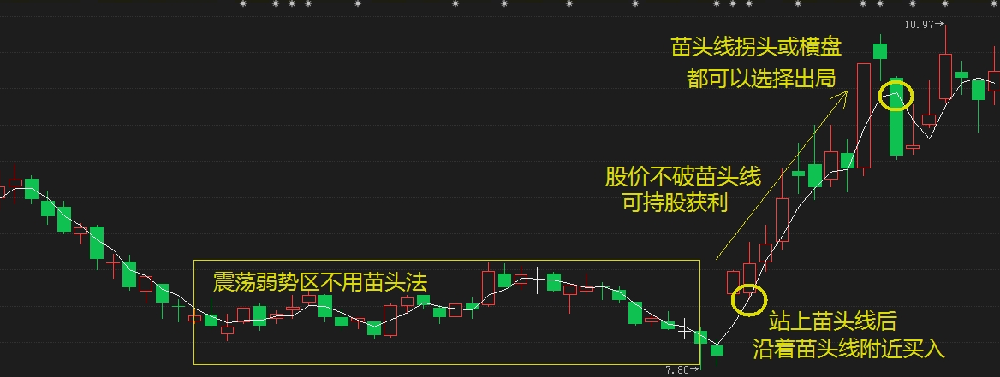 10.97→
苗头线拐头或横盘
都可以选择出局
股价不破苗头线
可持股获利
震荡弱势区不用苗头法
站上苗头线后
沿着苗头线附近买入
7.80→